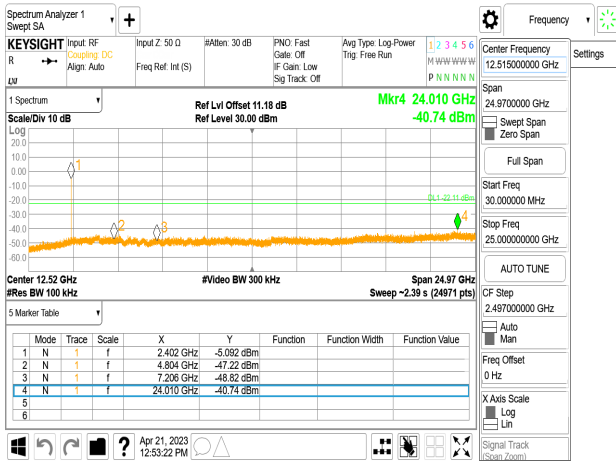 Spectrum Analyzer 1
Swept SA
Frequency
Settings
KEYSIGHT Input: RF Input Z: 50 Ω #Atten: 30 dB PNO: Fast Avg Type: Log-Power 1 2 3 4 5 6
R Coupling: DC Gate: Off Trig: Free Run
Align: Auto Freq Ref: Int (S) IF Gain: Low M W W W W W
Sig Track: Off P N N N N N
LXI
1 Spectrum
Ref Lvl Offset 11.18 dB Mkr4 24.010 GHz
Scale/Div 10 dB Ref Level 30.00 dBm -40.74 dBm
Log
20.0
10.0
0.00
-10.0
-20.0
-30.0
-40.0
-50.0
-60.0
1
2
3
4
Center 12.52 GHz #Video BW 300 kHz Span 24.97 GHz
#Res BW 100 kHz Sweep ~2.39 s (24971 pts)
5 Marker Table
Mode Trace Scale X Y Function Function Width Function Value
1 N 1 f 2.402 GHz -5.092 dBm
2 N 1 f 4.804 GHz -47.22 dBm
3 N 1 f 7.206 GHz -48.82 dBm
4 N 1 f 24.010 GHz -40.74 dBm
5
6
Apr 21, 2023
12:53:22 PM
Center Frequency
12.515000000 GHz
Span
24.9700000 GHz
Swept Span
Zero Span
Full Span
Start Freq
30.000000 MHz
Stop Freq
25.000000000 GHz
AUTO TUNE
CF Step
2.497000000 GHz
Auto
Man
Freq Offset
0 Hz
X Axis Scale
Log
Lin
Signal Track
(Span Zoom)